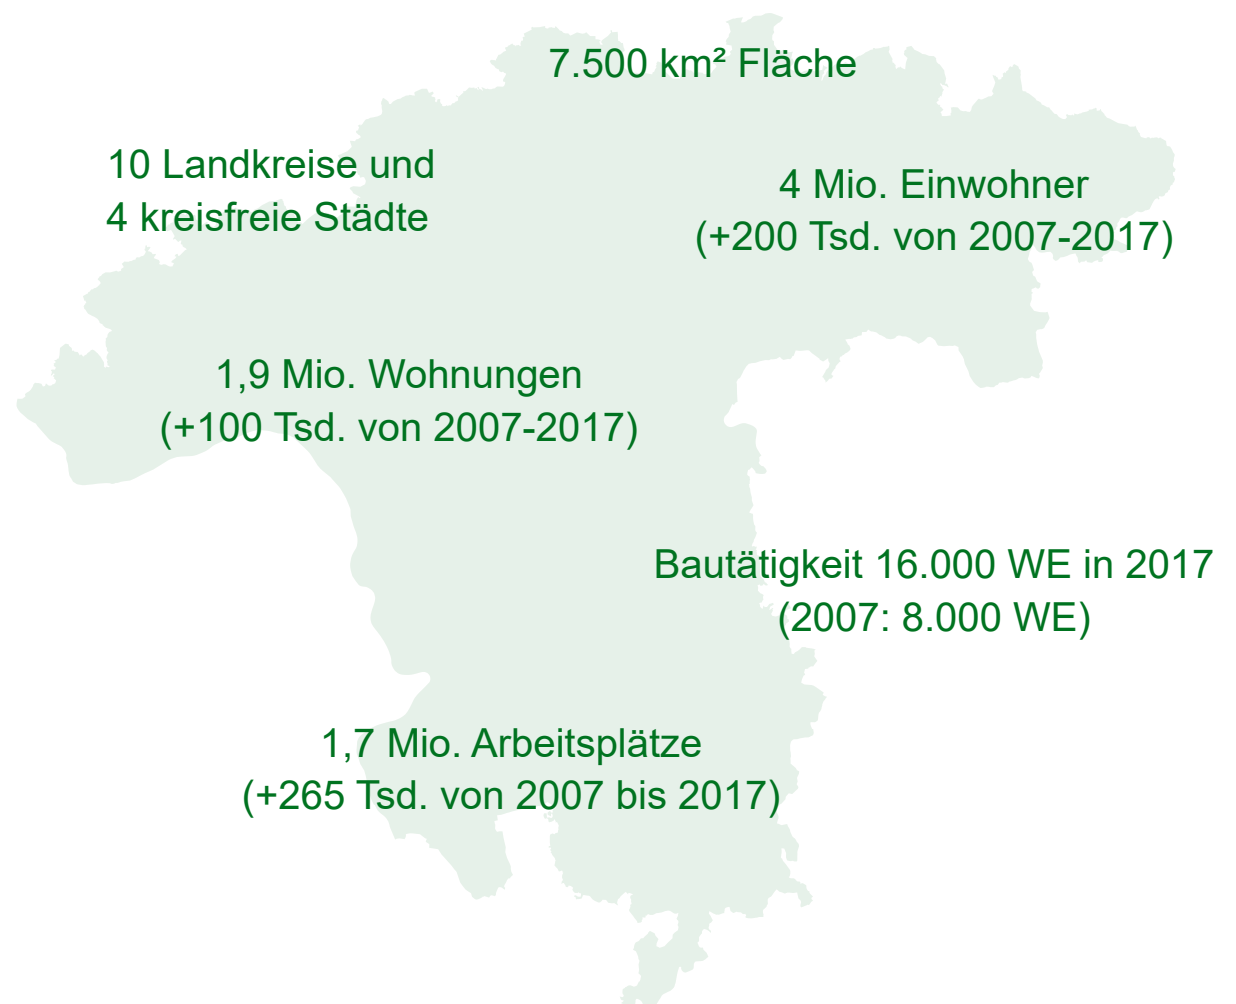 7.500 km² Fläche
10 Landkreise und
4 kreisfreie Städte
4 Mio. Einwohner
(+200 Tsd. von 2007-2017)
1,9 Mio. Wohnungen
(+100 Tsd. von 2007-2017)
Bautätigkeit 16.000 WE in 2017
(2007: 8.000 WE)
1,7 Mio. Arbeitsplätze
(+265 Tsd. von 2007 bis 2017)